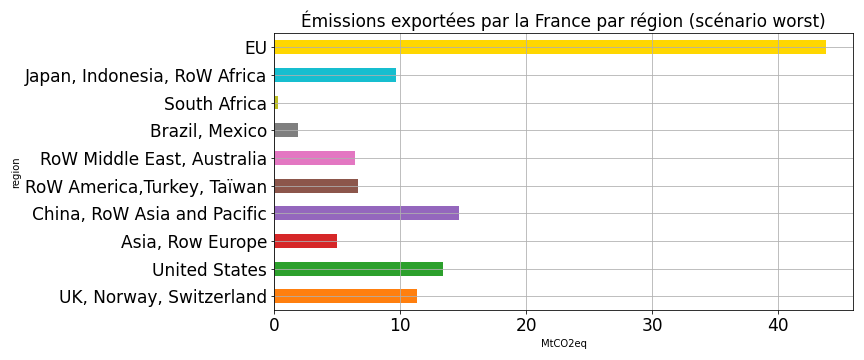 Émissions exportées par la France par région (scénario worst)
EU
Japan, Indonesia, RoW Africa
South Africa
Brazil, Mexico
RoW Middle East, Australia
RoW America,Turkey, Taïwan
China, RoW Asia and Pacific
Asia, Row Europe
United States
UK, Norway, Switzerland
region
0 10 20 30 40
MtCO2eq